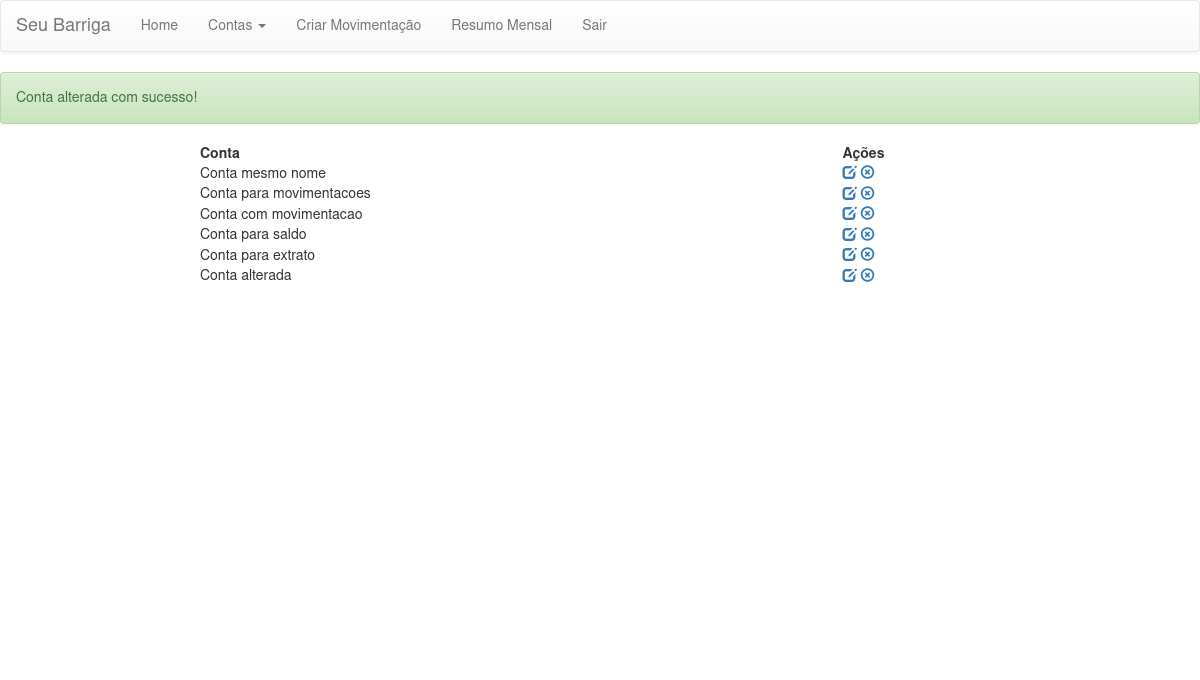 Seu Barriga Home Contas Criar Movimentação Resumo Mensal Sair
Conta alterada com sucesso!
Conta Ações
Conta mesmo nome
Conta para movimentacoes
Conta com movimentacao
Conta para saldo
Conta para extrato
Conta alterada